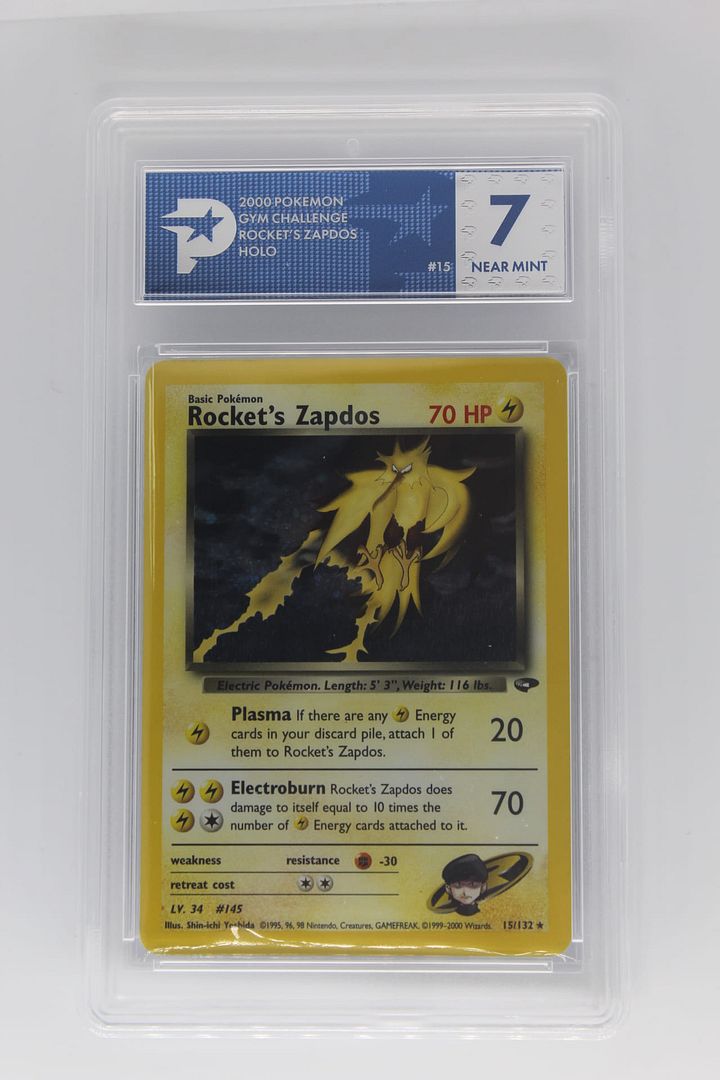 2000 POKEMON
GYM CHALLENGE
ROCKET'S ZAPDOS
HOLO
#15
7
NEAR MINT
Basic Pokémon
Rocket's Zapdos 70 HP
Electric Pokémon. Length: 5' 3", Weight: 116 lbs.
Plasma If there are any Energy
cards in your discard pile, attach 1 of
them to Rocket's Zapdos.
20
Electroburn Rocket's Zapdos does
damage to itself equal to 10 times the
number of Energy cards attached to it.
70
weakness resistance -30
retreat cost
LV. 34 #145
Illus. Shin-ichi Yoshida ©1995, 96, 98 Nintendo, Creatures, GAMEFREAK. ©1999-2000 Wizards. 15/132 ★